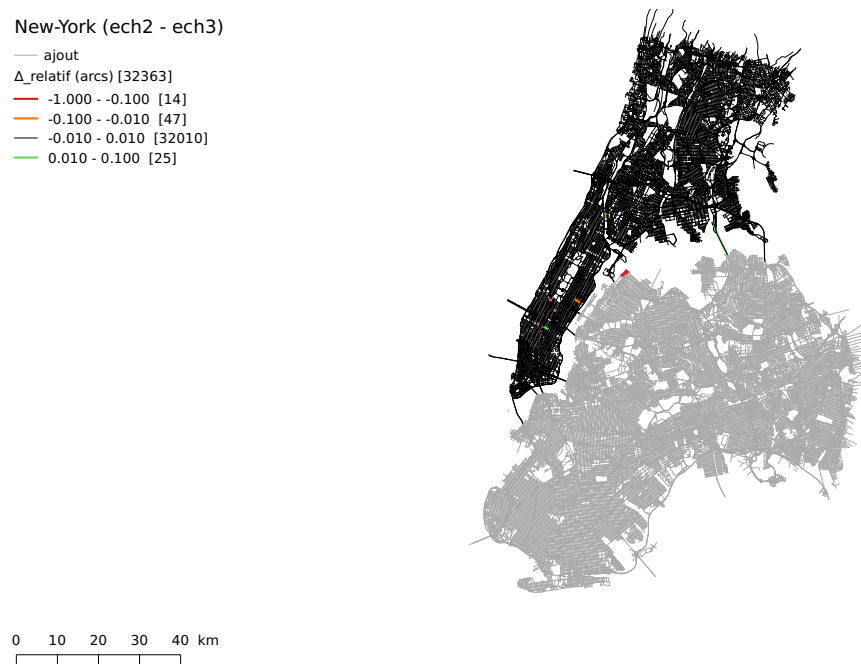 New-York (ech2 - ech3)
ajout
Δ_relatif (arcs) [32363]
-1.000 - -0.100 [14]
-0.100 - -0.010 [47]
-0.010 - 0.010 [32010]
0.010 - 0.100 [25]
0 10 20 30 40 km